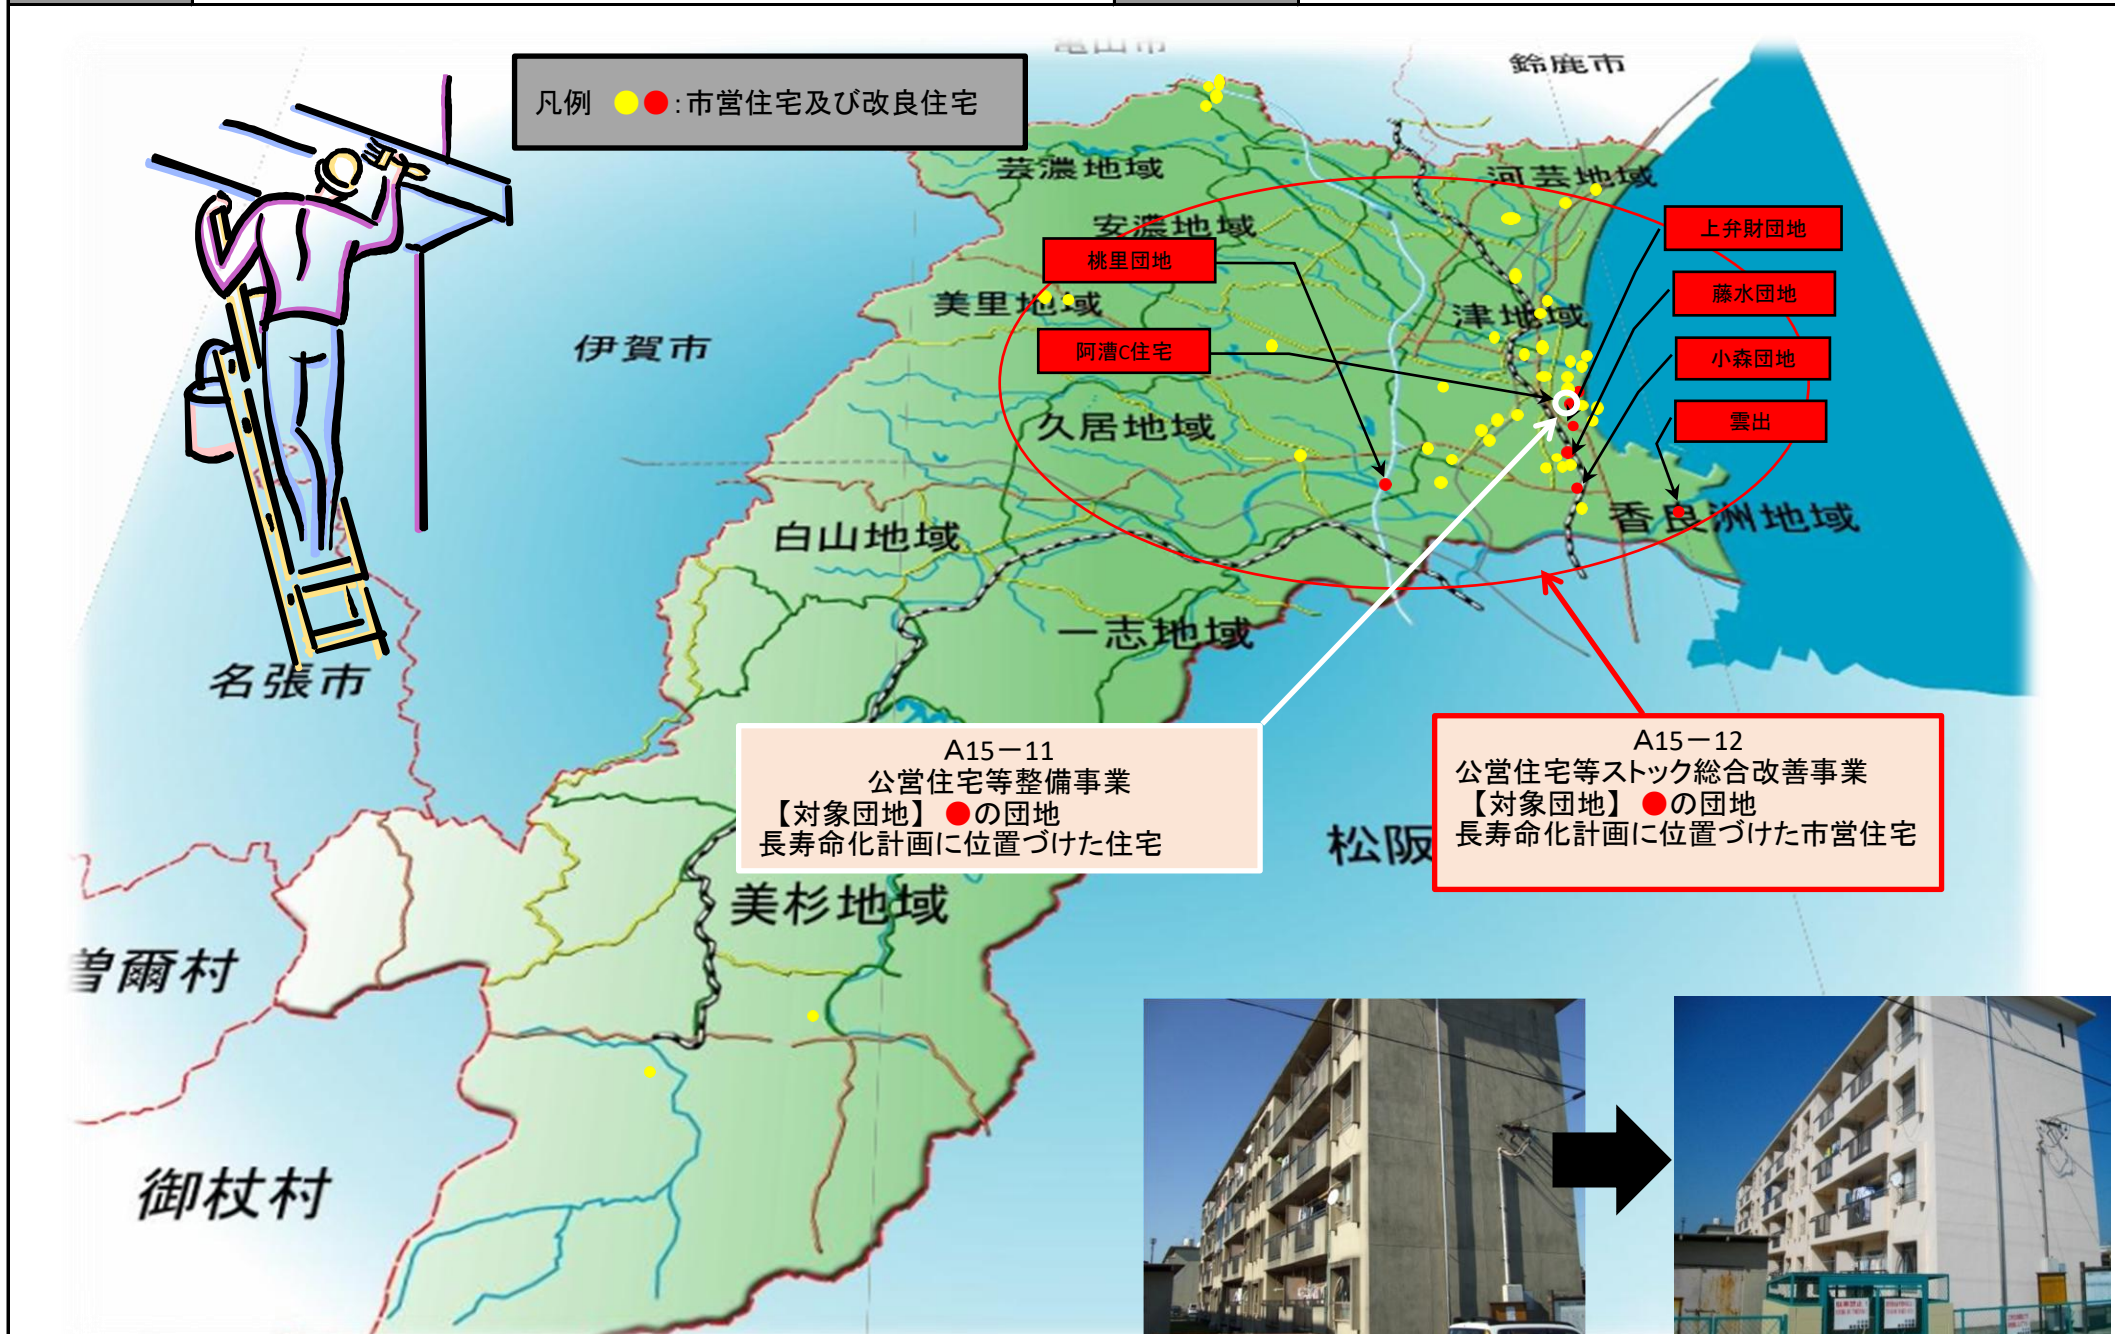 亀山市
鈴鹿市
凡例 ●●:市営住宅及び改良住宅
芸濃地域
河芸地域
安濃地域
上弁財団地
桃里団地
美里地域
藤水団地
津地域
伊賀市
阿漕C住宅
小森団地
久居地域
雲出
白山地域
香良洲地域
一志地域
名張市
A15-11
公営住宅等整備事業
【対象団地】 ●の団地
長寿命化計画に位置づけた住宅
A15-12
公営住宅等ストック総合改善事業
【対象団地】 ●の団地
長寿命化計画に位置づけた市営住宅
松阪
美杉地域
曽爾村
御杖村
1